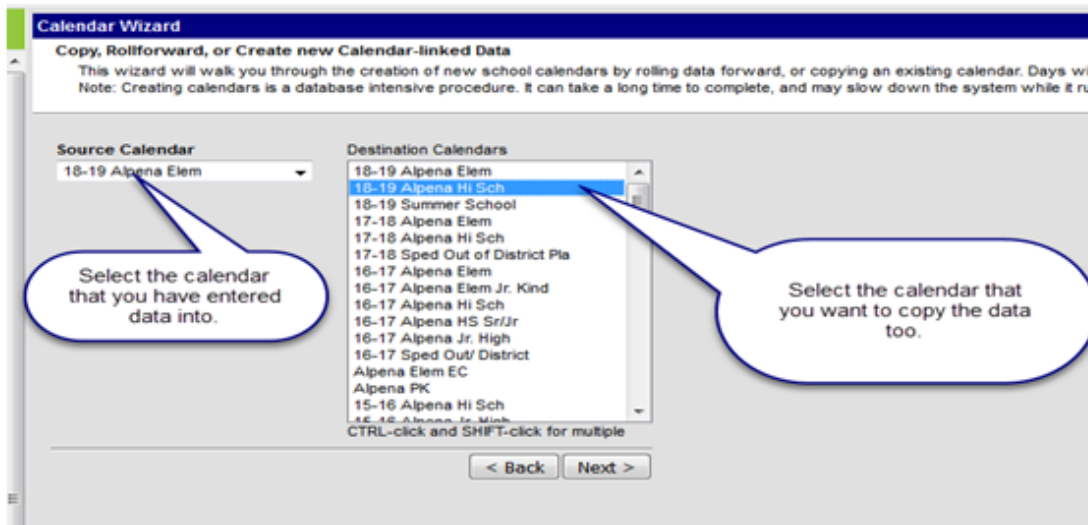 Calendar Wizard
Copy, Rollforward, or Create new Calendar-linked Data
This wizard will walk you through the creation of new school calendars by rolling data forward, or copying an existing calendar. Days
Note: Creating calendars is a database intensive procedure. It can take a long time to complete, and may slow down the system while it
Source Calendar
18-19 Alpena Elem
Select the calendar
that you have entered
data into.
Destination Calendars
18-19 Alpena Elem
18-19 Alpena Hi Sch
18-19 Summer School
17-18 Alpena Elem
17-18 Alpena Hi Sch
17-18 Sped Out of District Pla
16-17 Alpena Elem
16-17 Alpena Elem Jr. Kind
16-17 Alpena Hi Sch
16-17 Alpena HS Sr/Jr
16-17 Alpena Jr. High
16-17 Sped Out/ District
Alpena Elem EC
Alpena PK
15-16 Alpena Hi Sch
15-16 Alpena Jr. High
CTRL-click and SHIFT-click for multiple
Select the calendar that
you want to copy the data
too.
< Back
Next >